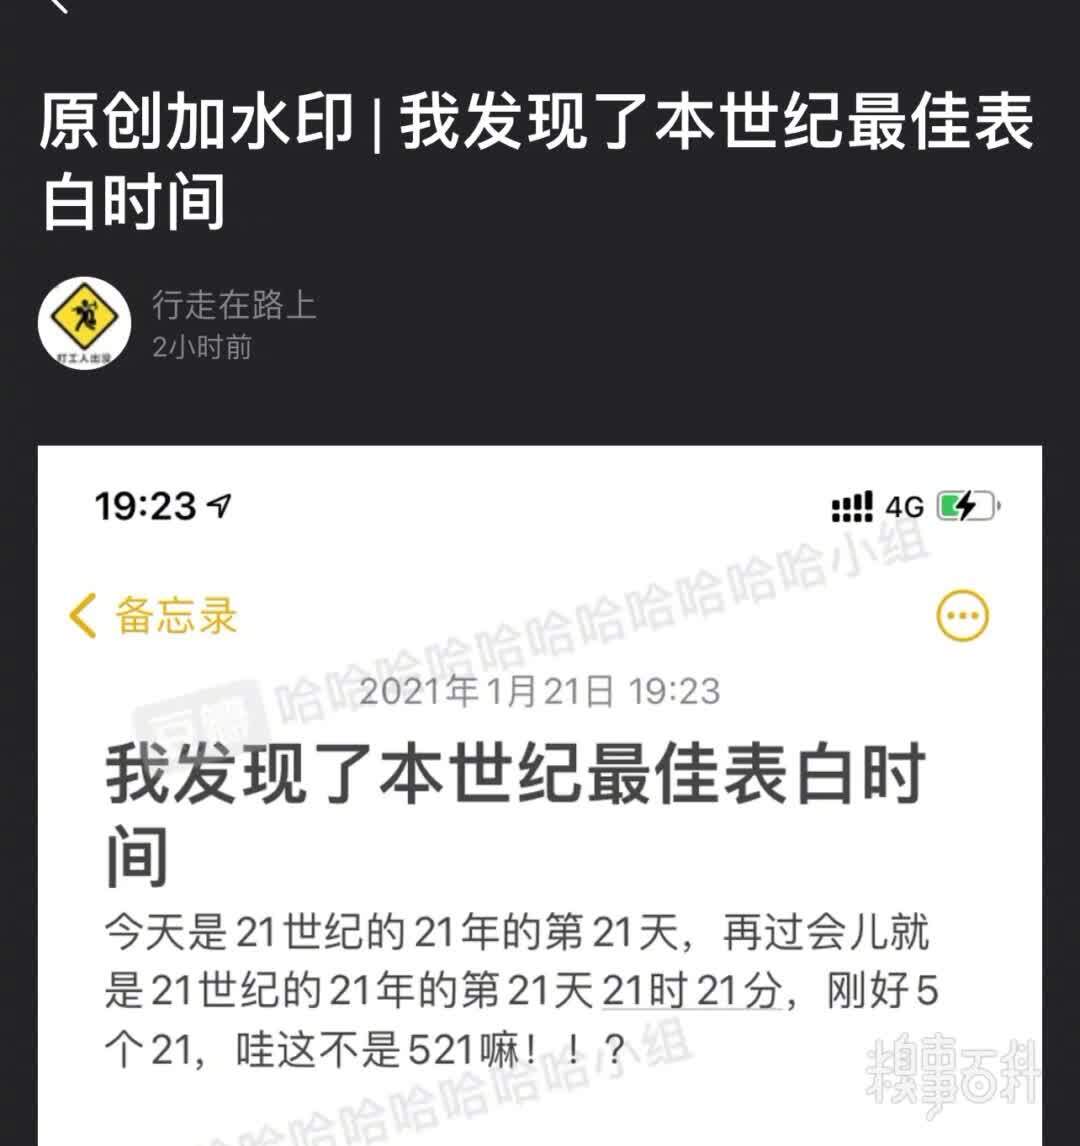 原创加水印 | 我发现了本世纪最佳表
白时间
打工人出没
行走在路上
2小时前
19:23
4G
备忘录
哈哈哈哈哈哈哈哈哈哈哈小组
豆瓣
2021年1月21日 19:23
我发现了本世纪最佳表白时
间
今天是21世纪的21年的第21天，再过会儿就
是21世纪的21年的第21天21时21分，刚好5
个21，哇这不是521嘛！！？
哈哈哈哈哈哈哈小组
糗事百科